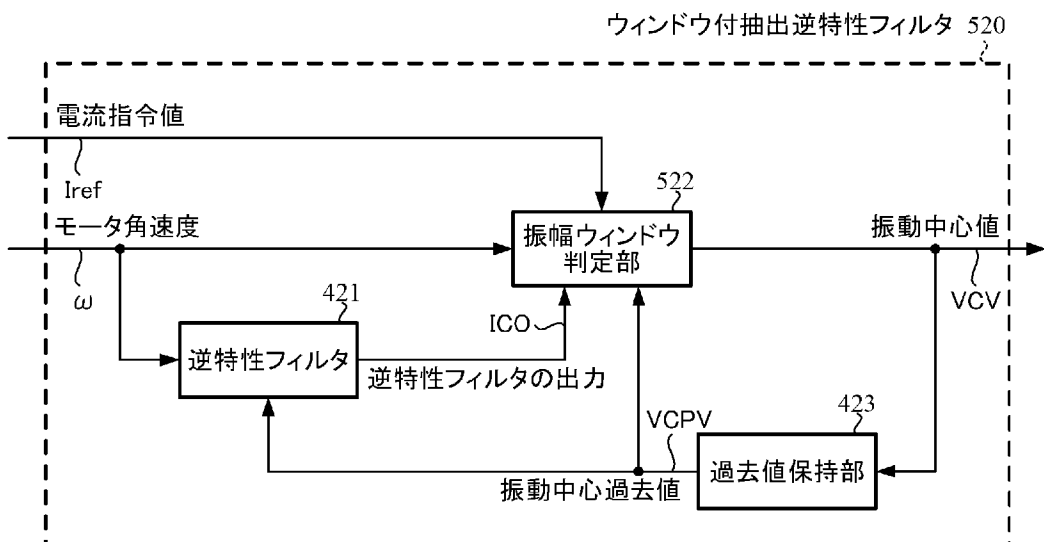 ウィンドウ付抽出逆特性フィルタ 520
電流指令値
Iref
522
モータ角速度
振幅ウィンドウ
判定部
振動中心値
ω
VCV
421
ICO
逆特性フィルタ
逆特性フィルタの出力
423
VCPV
過去値保持部
振動中心過去値